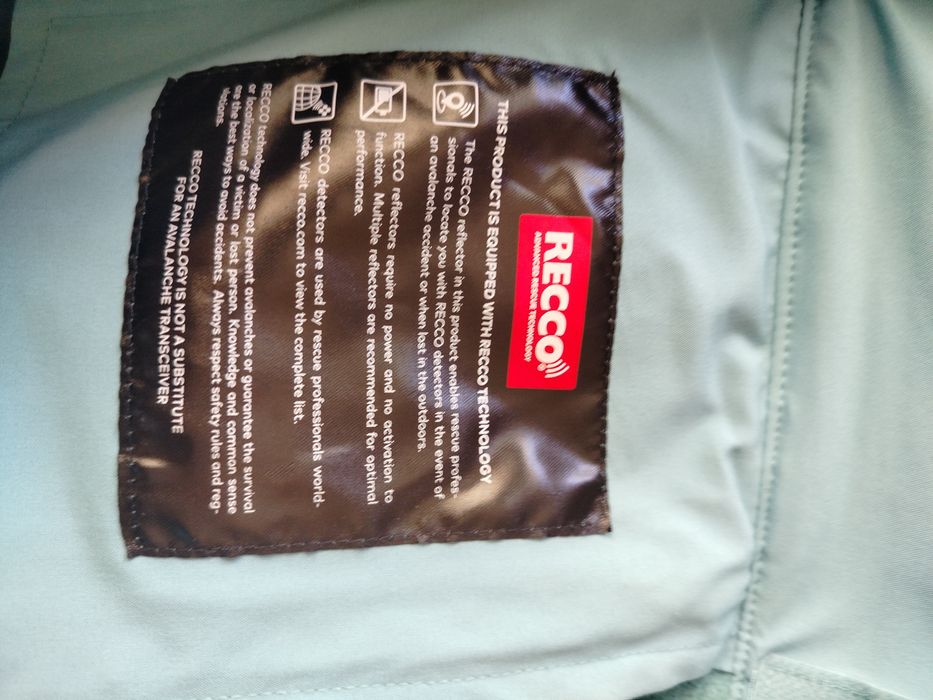 RECCO
ADVANCED RESCUE TECHNOLOGY
THIS PRODUCT IS EQUIPPED WITH RECCO TECHNOLOGY
The RECCO reflector in this product enables rescue profes-
sionals to locate you with RECCO detectors in the event of
an avalanche accident or when lost in the outdoors.
RECCO reflectors require no power and no activation to
function. Multiple reflectors are recommended for optimal
performance.
RECCO detectors are used by rescue professionals world-
wide. Visit recco.com to view the complete list.
RECCO technology does not prevent avalanches or guarantee the survival
or localization of a victim or lost person. Knowledge and common sense
are the best ways to avoid accidents. Always respect safety rules and reg-
ulations.
RECCO TECHNOLOGY IS NOT A SUBSTITUTE
FOR AN AVALANCHE TRANSCEIVER